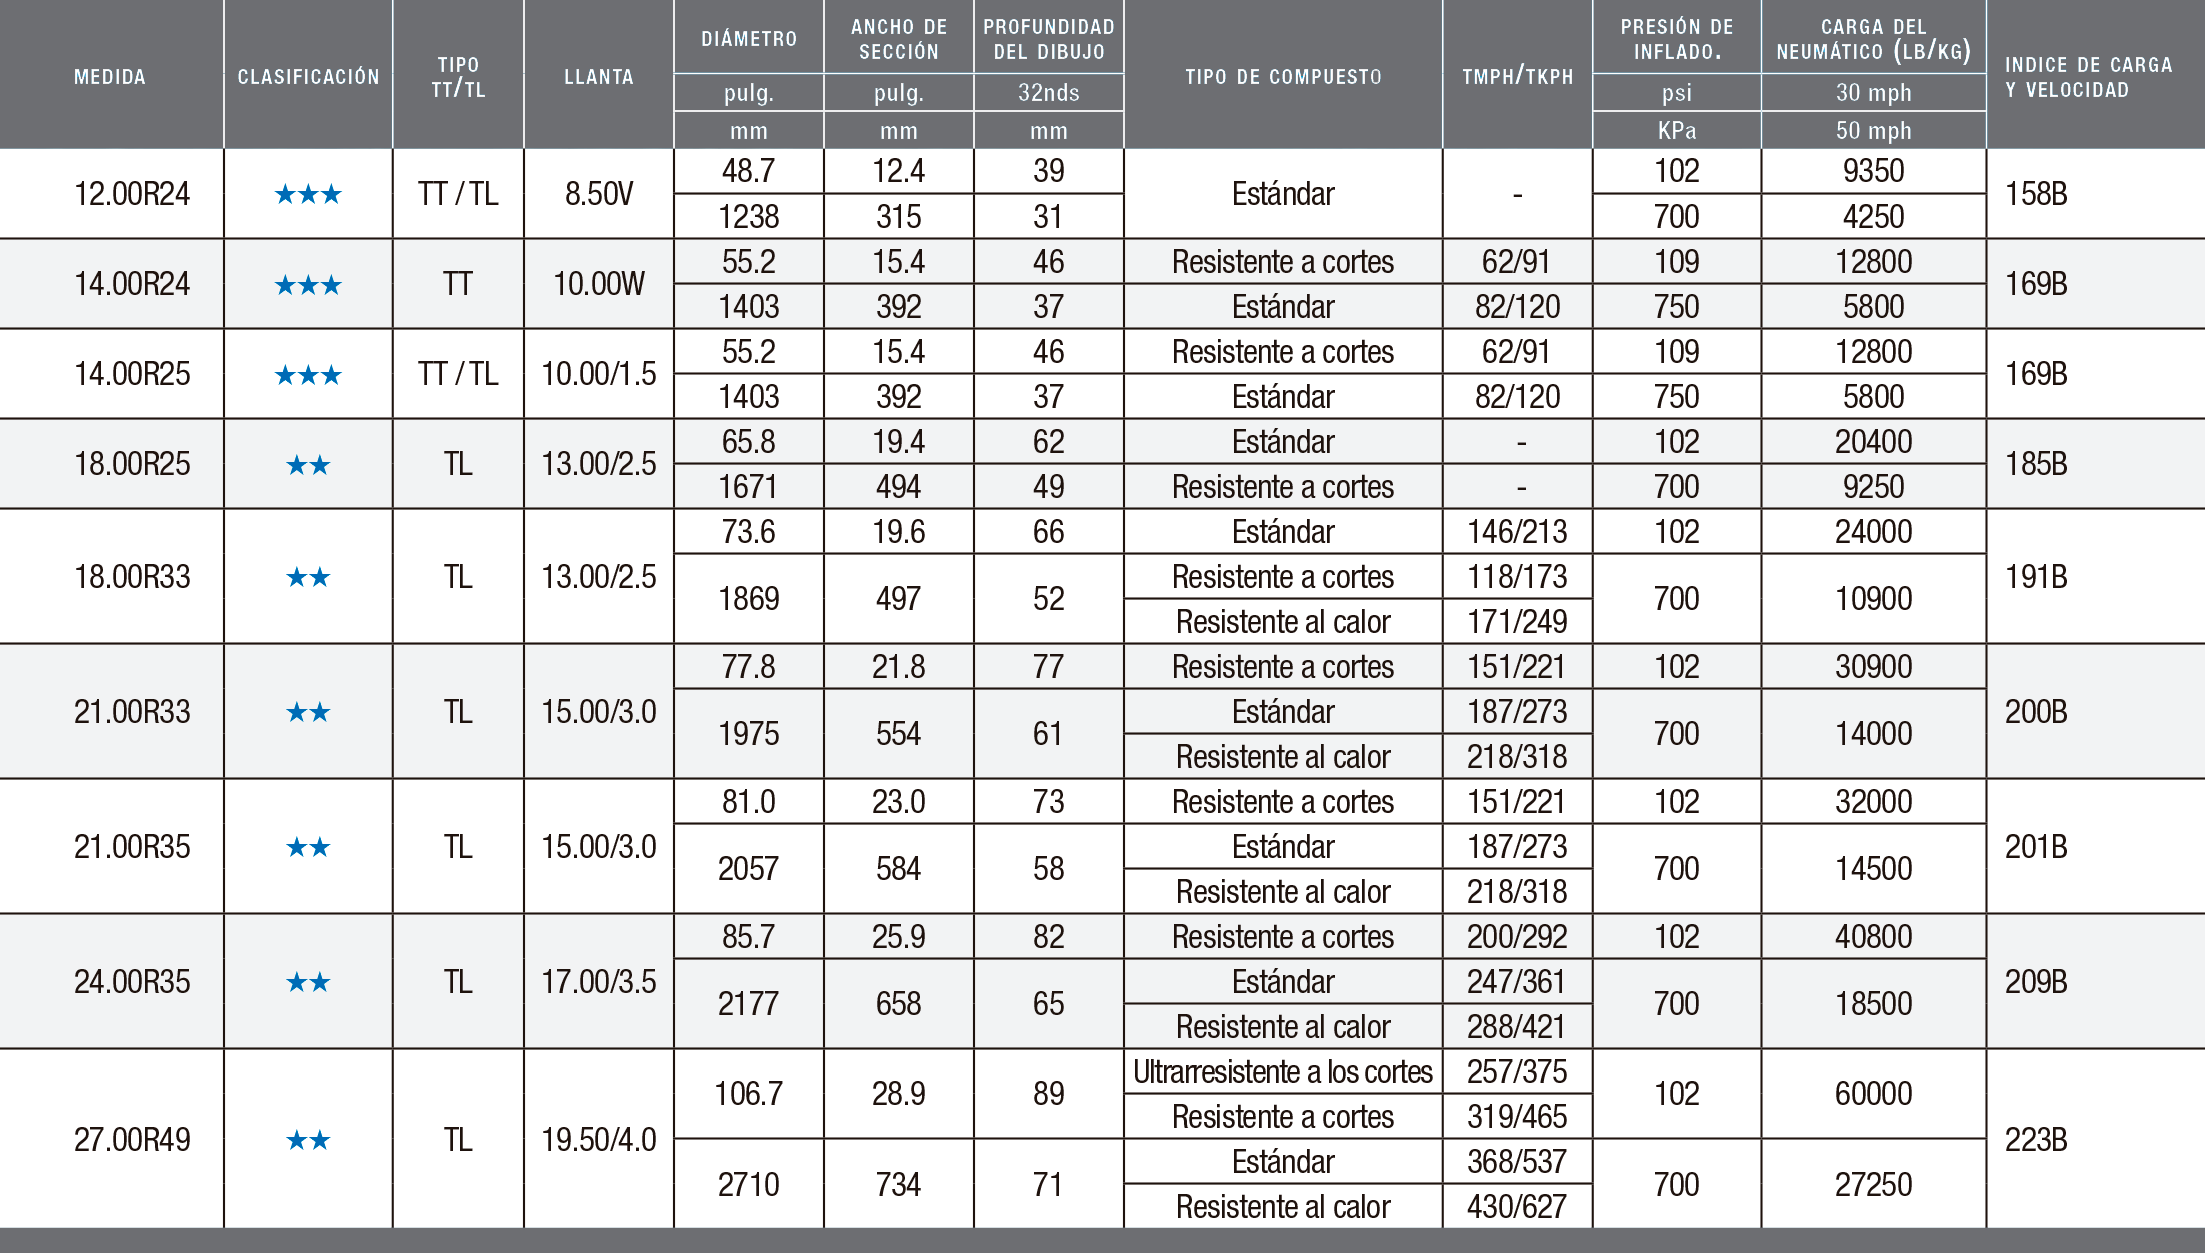 MEDIDA CLASIFICACIÓN TIPO TT/TL LLANTA DIÁMETRO ANCHO DE SECCIÓN PROFUNDIDAD DEL DIBUJO TIPO DE COMPUESTO TMPH/TKPH PRESIÓN DE INFLADO. CARGA DEL NEUMÁTICO (LB/KG) INDICE DE CARGA Y VELOCIDAD
pulg. pulg. 32nds psi 30 mph
mm mm mm KPa 50 mph
12.00R24 ★★★ TT / TL 8.50V 48.7 12.4 39 Estándar - 102 9350 158B
1238 315 31 700 4250
14.00R24 ★★★ TT 10.00W 55.2 15.4 46 Resistente a cortes 62/91 109 12800 169B
1403 392 37 Estándar 82/120 750 5800
14.00R25 ★★★ TT / TL 10.00/1.5 55.2 15.4 46 Resistente a cortes 62/91 109 12800 169B
1403 392 37 Estándar 82/120 750 5800
18.00R25 ★★ TL 13.00/2.5 65.8 19.4 62 Estándar - 102 20400 185B
1671 494 49 Resistente a cortes - 700 9250
18.00R33 ★★ TL 13.00/2.5 73.6 19.6 66 Estándar 146/213 102 24000 191B
1869 497 52 Resistente a cortes 118/173 700 10900
Resistente al calor 171/249
21.00R33 ★★ TL 15.00/3.0 77.8 21.8 77 Resistente a cortes 151/221 102 30900 200B
1975 554 61 Estándar 187/273 700 14000
Resistente al calor 218/318
21.00R35 ★★ TL 15.00/3.0 81.0 23.0 73 Resistente a cortes 151/221 102 32000 201B
2057 584 58 Estándar 187/273 700 14500
Resistente al calor 218/318
24.00R35 ★★ TL 17.00/3.5 85.7 25.9 82 Resistente a cortes 200/292 102 40800 209B
2177 658 65 Estándar 247/361 700 18500
Resistente al calor 288/421
27.00R49 ★★ TL 19.50/4.0 106.7 28.9 89 Ultrarresistente a los cortes 257/375 102 60000 223B
Resistente a cortes 319/465
2710 734 71 Estándar 368/537 700 27250
Resistente al calor 430/627